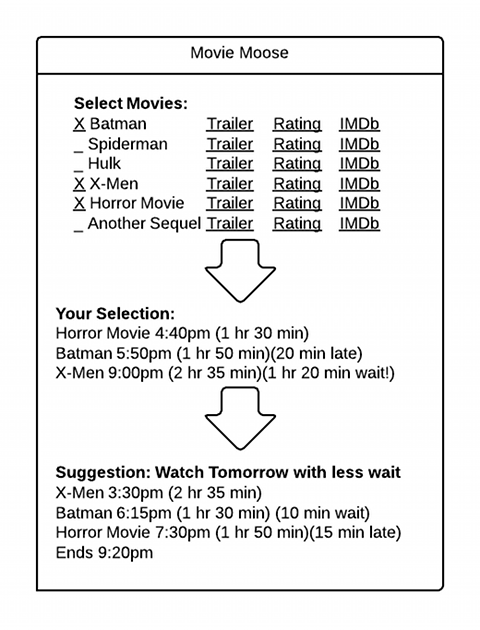 Movie Moose
Select Movies:
X Batman Trailer Rating IMDb
_ Spiderman Trailer Rating IMDb
_ Hulk Trailer Rating IMDb
X X-Men Trailer Rating IMDb
X Horror Movie Trailer Rating IMDb
_ Another Sequel Trailer Rating IMDb
Your Selection:
Horror Movie 4:40pm (1 hr 30 min)
Batman 5:50pm (1 hr 50 min)(20 min late)
X-Men 9:00pm (2 hr 35 min)(1 hr 20 min wait!)
Suggestion: Watch Tomorrow with less wait
X-Men 3:30pm (2 hr 35 min)
Batman 6:15pm (1 hr 30 min) (10 min wait)
Horror Movie 7:30pm (1 hr 50 min)(15 min late)
Ends 9:20pm